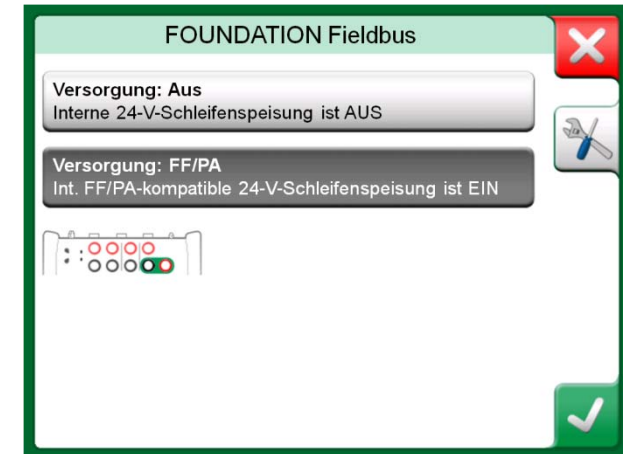 FOUNDATION Fieldbus
Versorgung: Aus
Interne 24-V-Schleifenspeisung ist AUS
Versorgung: FF/PA
Int. FF/PA-kompatible 24-V-Schleifenspeisung ist EIN